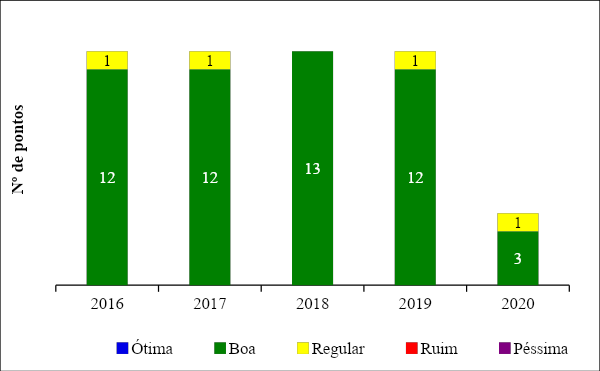 Nº de pontos
1 1 1
12 12 13 12
1
3
2016 2017 2018 2019 2020
Ótima Boa Regular Ruim Péssima